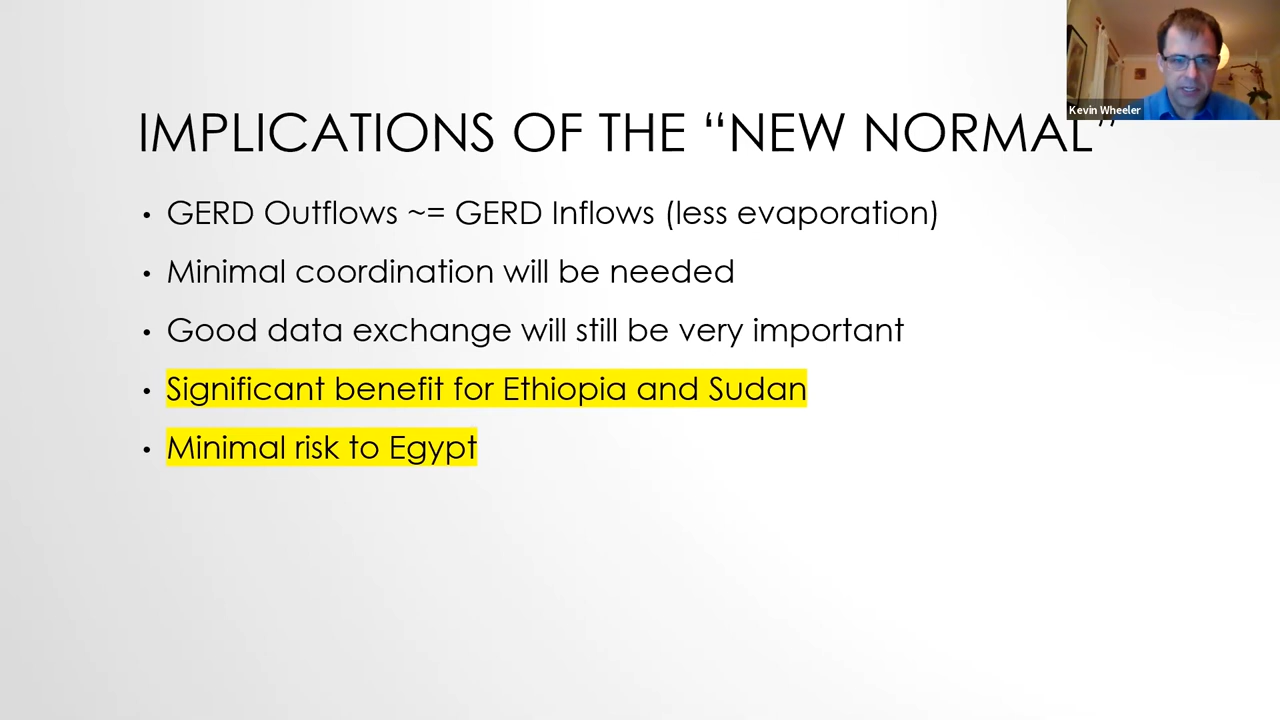 Kevin Wheeler
IMPLICATIONS OF THE “NEW NORMAL”
• GERD Outflows ~= GERD Inflows (less evaporation)
• Minimal coordination will be needed
• Good data exchange will still be very important
• Significant benefit for Ethiopia and Sudan
• Minimal risk to Egypt